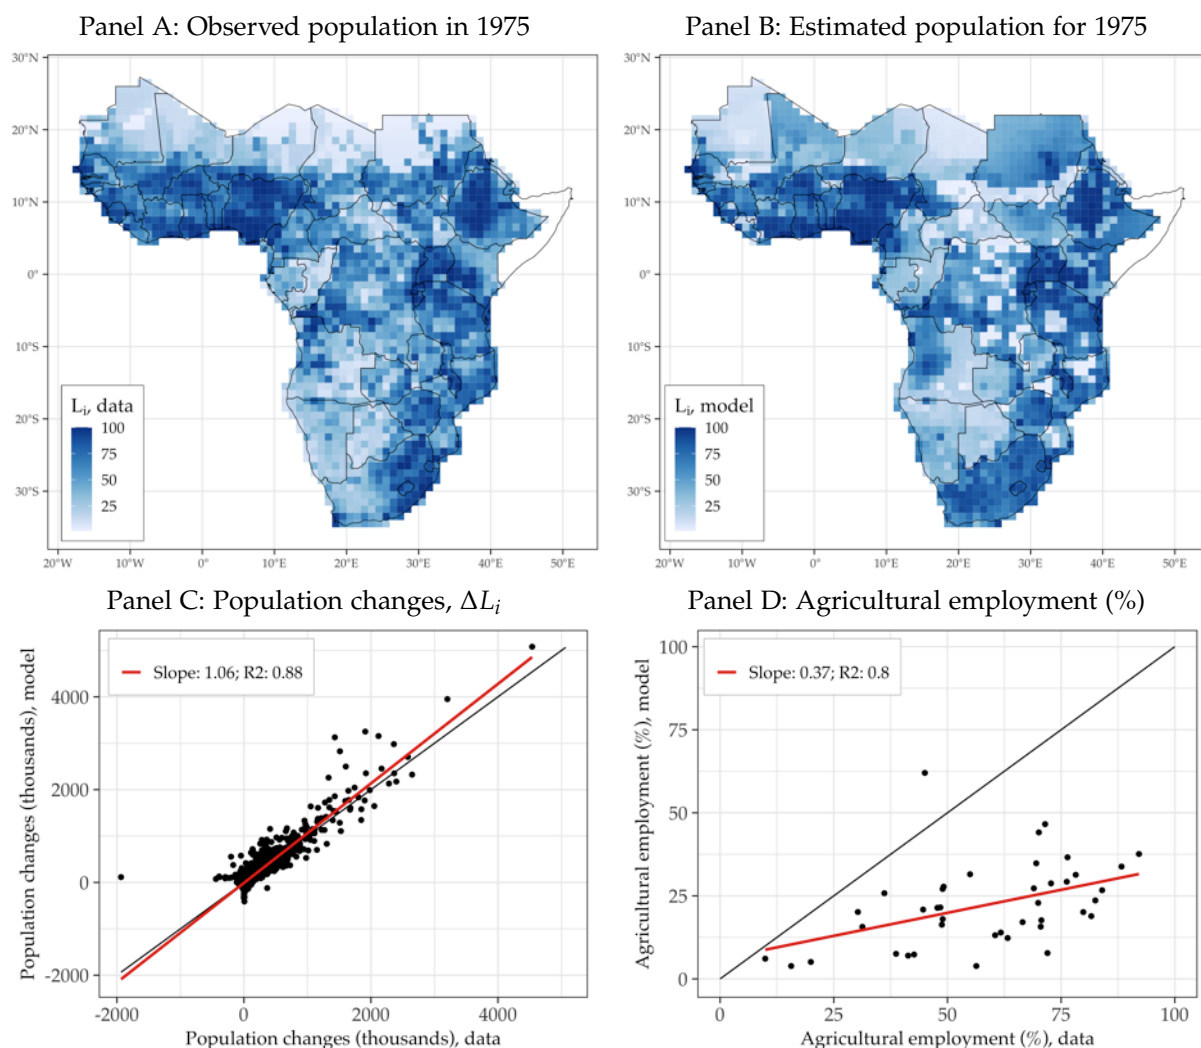 Panel A: Observed population in 1975
Panel B: Estimated population for 1975
30°N
20°N
10°N
0°
10°S
20°S
30°S
L_i, data
100
75
50
25
20°W 10°W 0° 10°E 20°E 30°E 40°E 50°E
30°N
20°N
10°N
0°
10°S
20°S
30°S
L_i, model
100
75
50
25
20°W 10°W 0° 10°E 20°E 30°E 40°E 50°E
Panel C: Population changes, ΔL_i
Panel D: Agricultural employment (%)
Population changes (thousands), model
4000
2000
0
-2000
Slope: 1.06; R2: 0.88
-2000 0 2000 4000
Population changes (thousands), data
Agricultural employment (%), model
100
75
50
25
0
Slope: 0.37; R2: 0.8
0 25 50 75 100
Agricultural employment (%), data